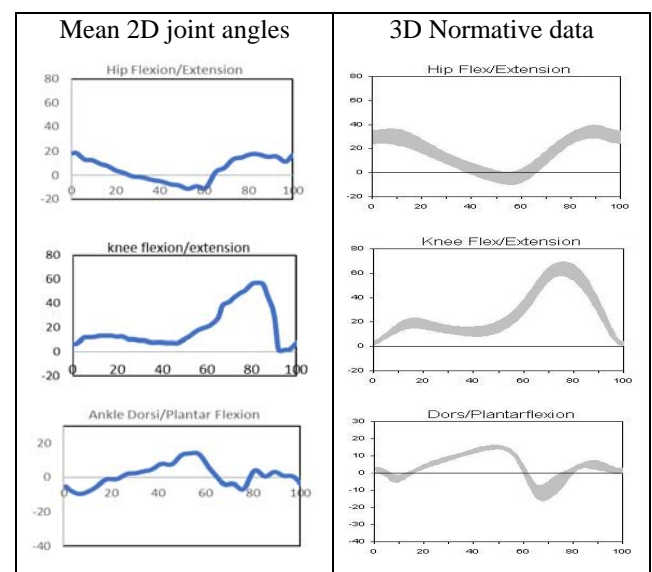 Mean 2D joint angles
3D Normative data
Hip Flexion/Extension
80
60
40
20
0
-20
0 20 40 60 80 100
Hip Flex/Extension
80
60
40
20
0
-20
0 20 40 60 80 100
knee flexion/extension
80
60
40
20
0
-20
0 20 40 60 80 100
Knee Flex/Extension
80
60
40
20
0
-20
0 20 40 60 80 100
Ankle Dorsi/Plantar Flexion
20
0
-20
-40
0 20 40 60 80 100
Dors/Plantarflexion
30
20
10
0
-10
-20
-30
-40
0 20 40 60 80 100